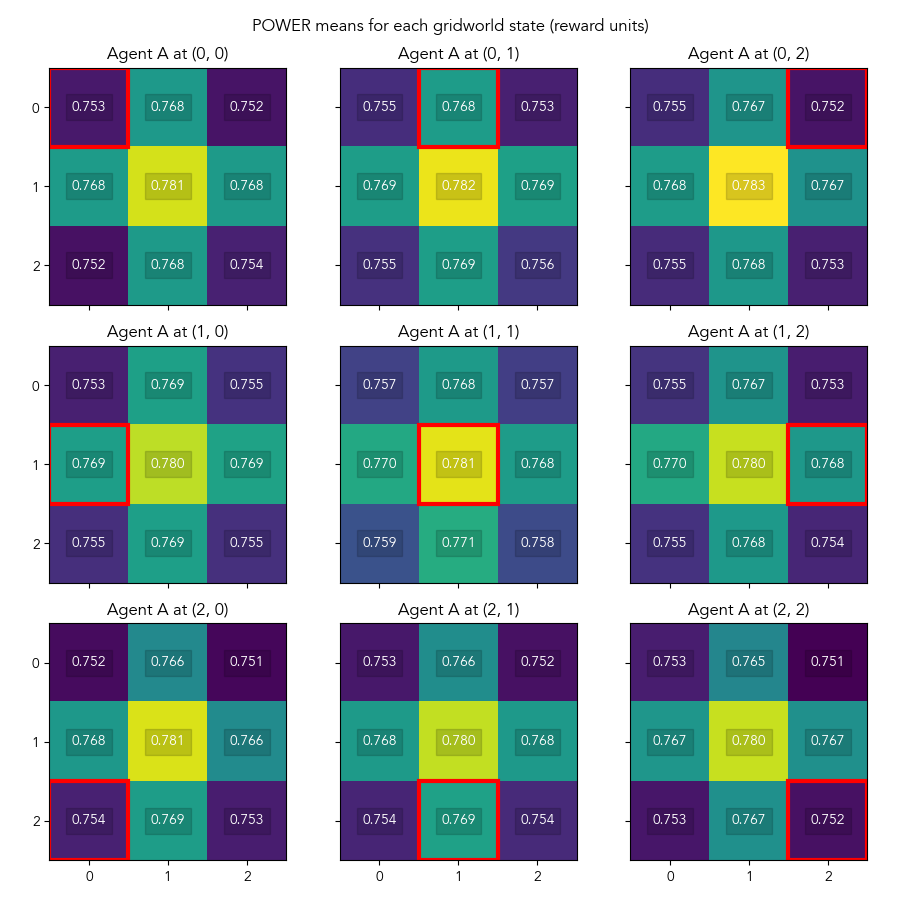 POWER means for each gridworld state (reward units)
Agent A at (0, 0) Agent A at (0, 1) Agent A at (0, 2)
0 0.753 0.768 0.752 0.755 0.768 0.753 0.755 0.767 0.752
1 0.768 0.781 0.768 0.769 0.782 0.769 0.768 0.783 0.767
2 0.752 0.768 0.754 0.755 0.769 0.756 0.755 0.768 0.753
Agent A at (1, 0) Agent A at (1, 1) Agent A at (1, 2)
0 0.753 0.769 0.755 0.757 0.768 0.757 0.755 0.767 0.753
1 0.769 0.780 0.769 0.770 0.781 0.768 0.770 0.780 0.768
2 0.755 0.769 0.755 0.759 0.771 0.758 0.755 0.768 0.754
Agent A at (2, 0) Agent A at (2, 1) Agent A at (2, 2)
0 0.752 0.766 0.751 0.753 0.766 0.752 0.753 0.765 0.751
1 0.768 0.781 0.766 0.768 0.780 0.768 0.767 0.780 0.767
2 0.754 0.769 0.753 0.754 0.769 0.754 0.753 0.767 0.752
0 1 2 0 1 2 0 1 2